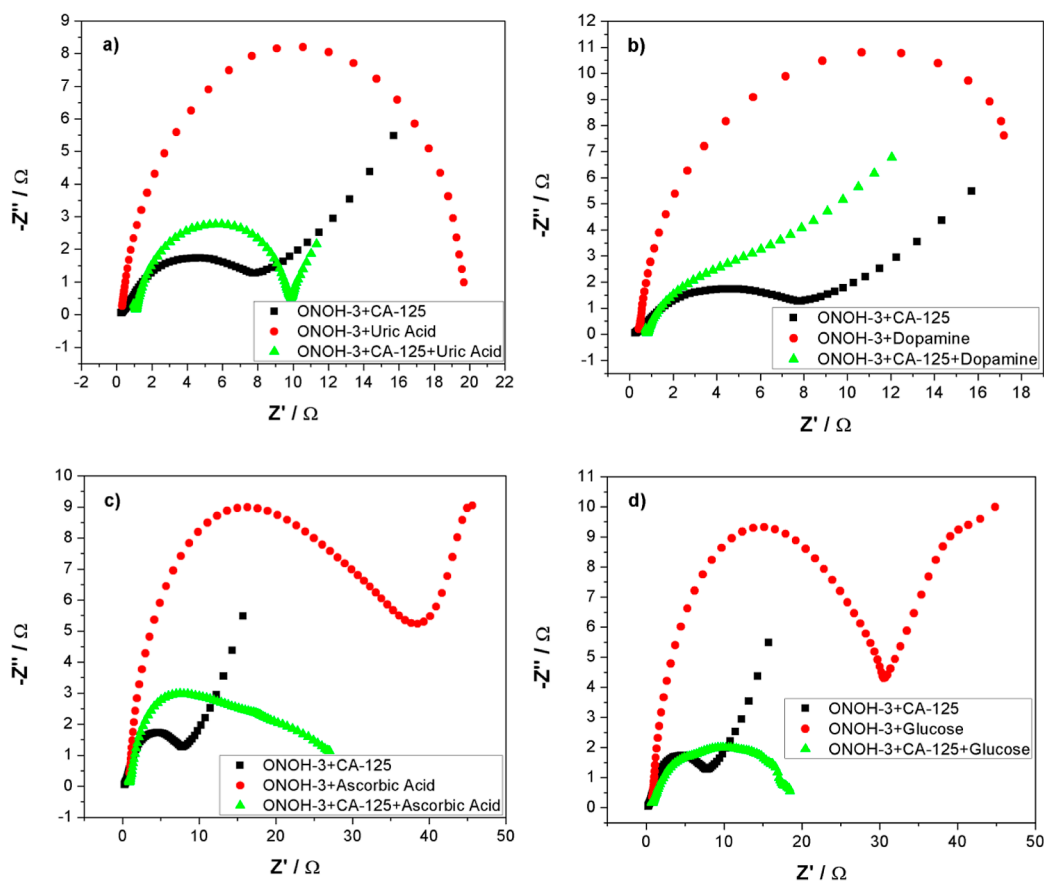 a)
9
8
7
6
5
4
3
2
1
0
-1
-Z'' / Ω
-2 0 2 4 6 8 10 12 14 16 18 20 22
Z' / Ω
ONOH-3+CA-125
ONOH-3+Uric Acid
ONOH-3+CA-125+Uric Acid
b)
12
11
10
9
8
7
6
5
4
3
2
1
0
-1
-Z'' / Ω
0 2 4 6 8 10 12 14 16 18
Z' / Ω
ONOH-3+CA-125
ONOH-3+Dopamine
ONOH-3+CA-125+Dopamine
c)
10
9
8
7
6
5
4
3
2
1
0
-1
-Z'' / Ω
0 10 20 30 40 50
Z' / Ω
ONOH-3+CA-125
ONOH-3+Ascorbic Acid
ONOH-3+CA-125+Ascorbic Acid
d)
11
10
9
8
7
6
5
4
3
2
1
0
-Z'' / Ω
0 10 20 30 40 50
Z' / Ω
ONOH-3+CA-125
ONOH-3+Glucose
ONOH-3+CA-125+Glucose